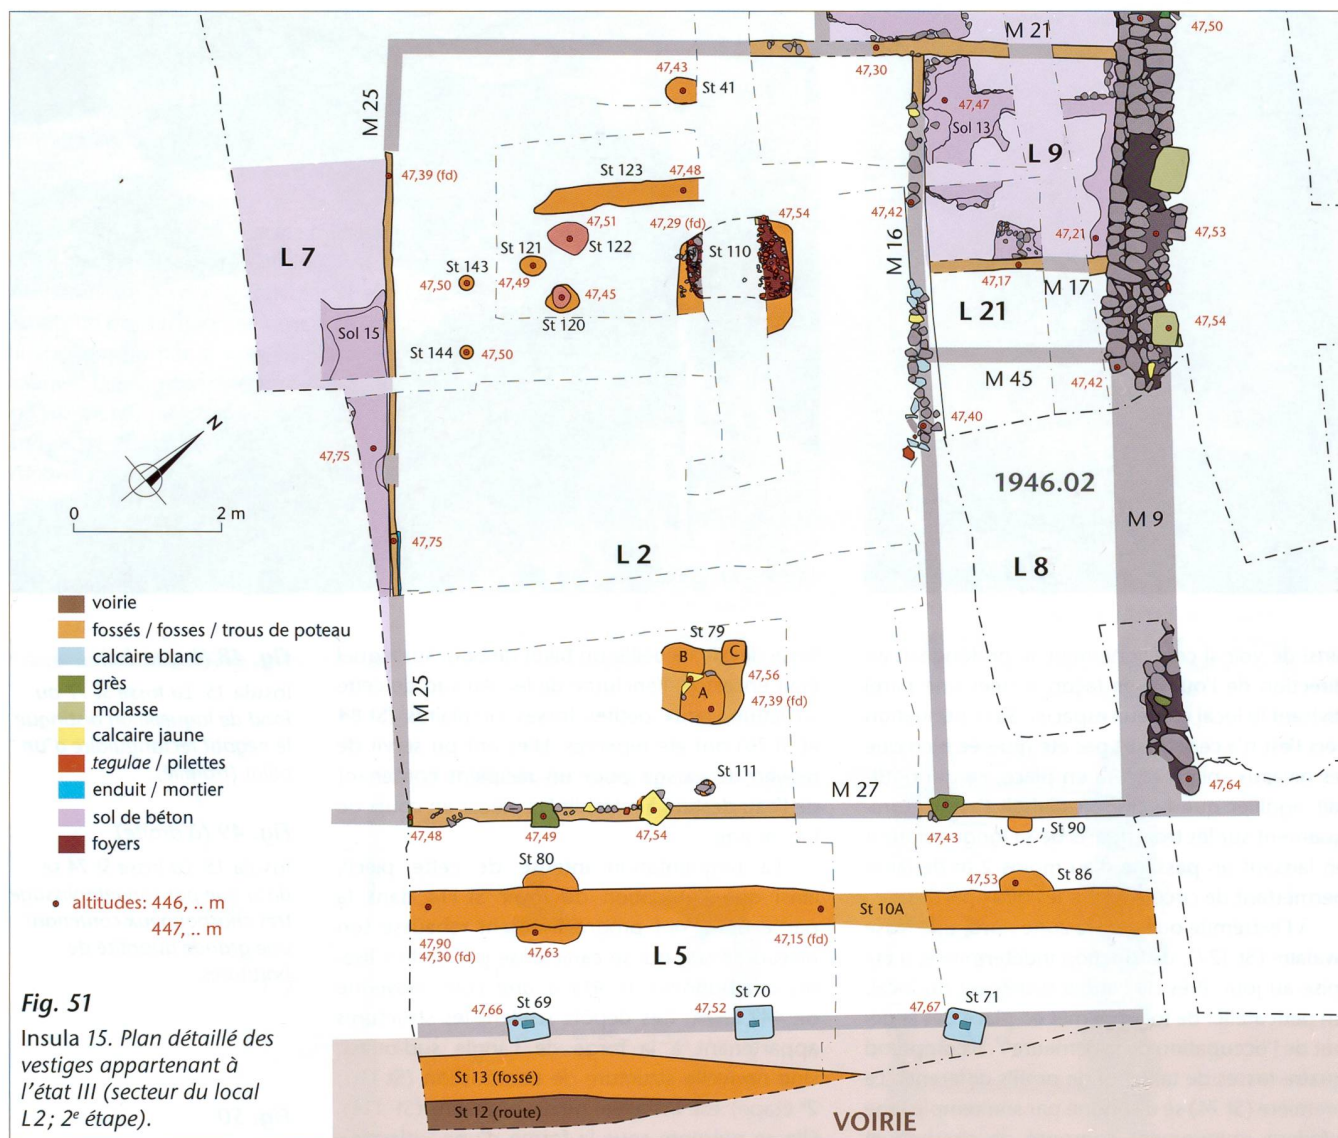 M 21
47,50
47,43
47,30
St 41
M 25
47,47
Sol 13
L 9
47,39 (fd)
St 123
47,48
47,51
47,29 (fd)
47,54
47,42
St 122
St 110
L 7
St 121
St 143
47,50
47,49
47,45
St 120
M 16
47,21
47,53
47,17
M 17
L 21
47,54
Sol 15
St 144
47,50
M 45
47,42
47,40
47,75
N
0
2 m
1946.02
M 9
47,75
L 2
L 8
voirie
fossés / fosses / trous de poteau
calcaire blanc
grès
molasse
calcaire jaune
tegulae / pilettes
enduit / mortier
sol de béton
foyers
altitudes: 446, .. m
447, .. m
St 79
B
C
A
47,56
47,39 (fd)
M 25
St 111
M 27
47,64
47,48
47,49
47,54
47,43
St 90
St 80
47,53
St 86
St 10A
47,90
47,30 (fd)
47,63
47,15 (fd)
L 5
St 69
47,66
St 70
47,52
St 71
47,67
St 13 (fossé)
St 12 (route)
VOIRIE
Fig. 51
Insula 15. Plan détaillé des
vestiges appartenant à
l'état III (secteur du local
L2; 2e étape).